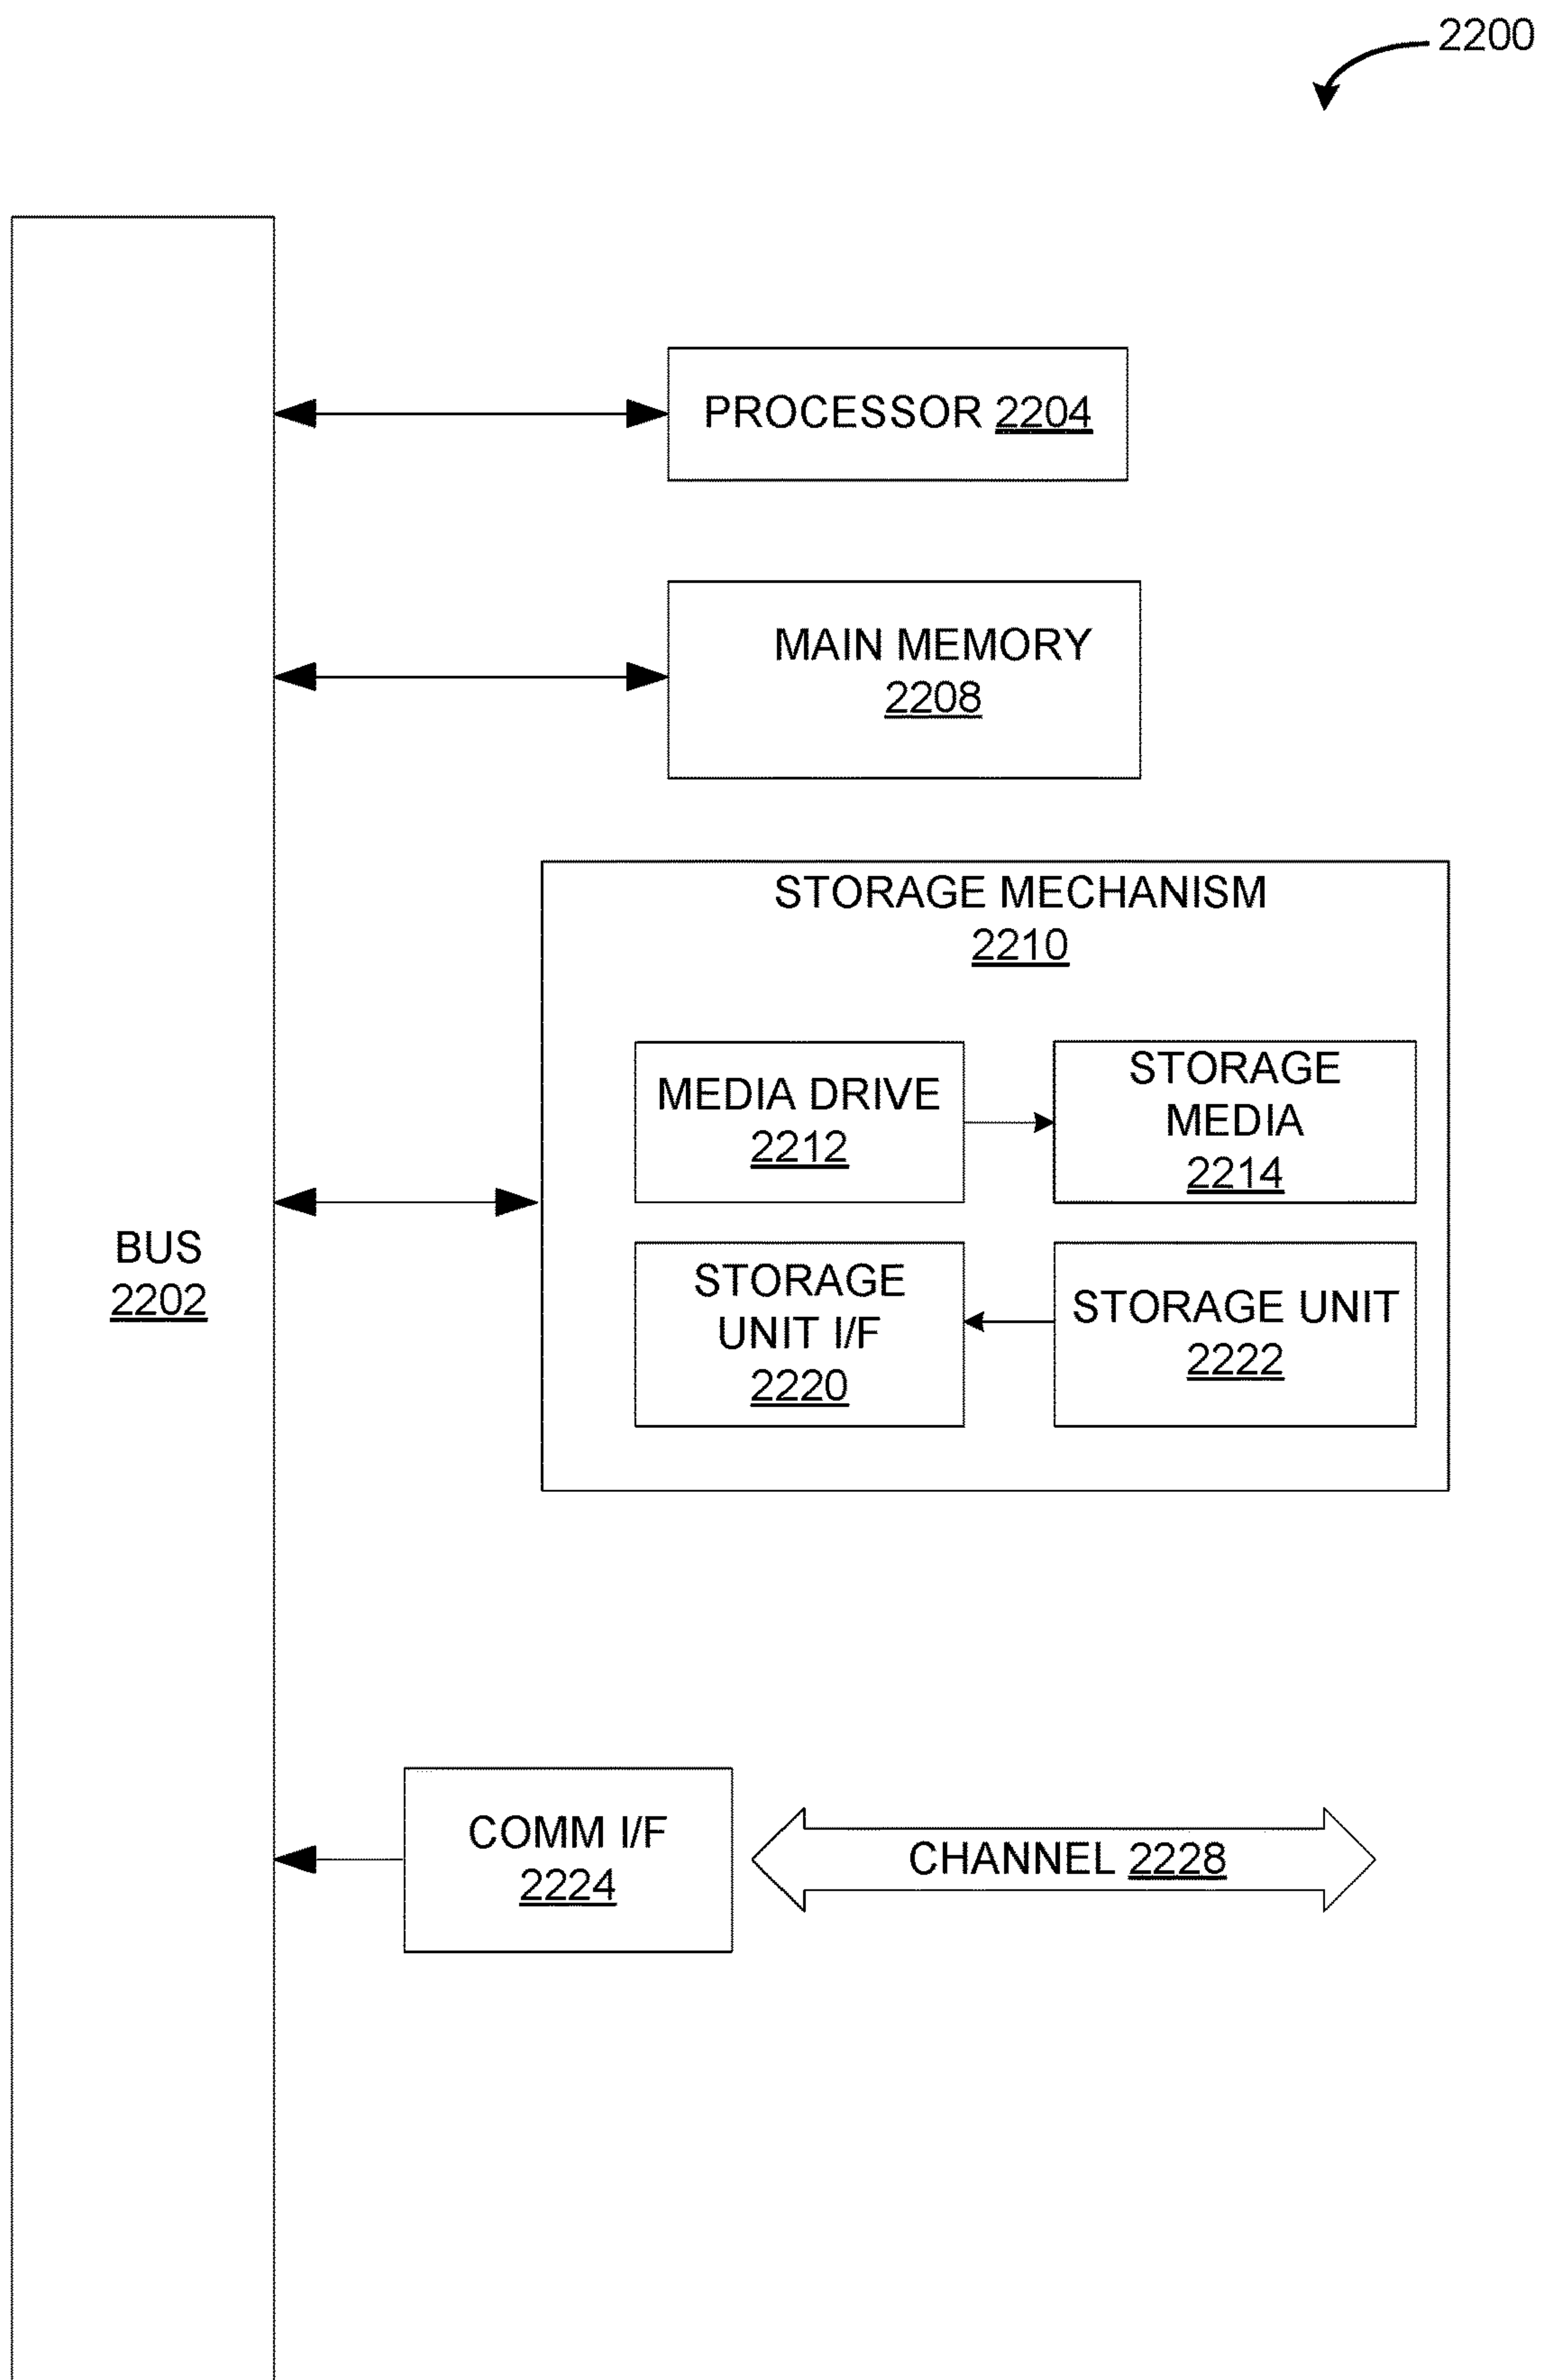 2200
PROCESSOR 2204
MAIN MEMORY
2208
STORAGE MECHANISM
2210
MEDIA DRIVE
2212
STORAGE
MEDIA
2214
BUS
2202
STORAGE
UNIT I/F
2220
STORAGE UNIT
2222
COMM I/F
2224
CHANNEL 2228